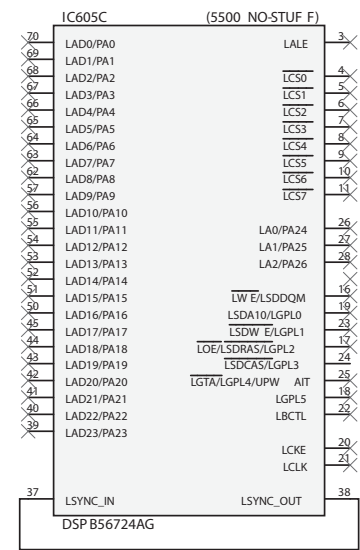 IC605C (5500 NO-STUF F)
70 LAD0/PA0 LALE 3
69 LAD1/PA1
68 LAD2/PA2 LCS0 4
67 LAD3/PA3 LCS1 5
66 LAD4/PA4 LCS2 6
65 LAD5/PA5 LCS3 7
64 LAD6/PA6 LCS4 8
63 LAD7/PA7 LCS5 9
62 LAD8/PA8 LCS6 10
57 LAD9/PA9 LCS7 11
56 LAD10/PA10
55 LAD11/PA11 LA0/PA24 26
54 LAD12/PA12 LA1/PA25 27
53 LAD13/PA13 LA2/PA26 28
52 LAD14/PA14
51 LAD15/PA15 LW E/LSDDQM 16
50 LAD16/PA16 LSDA10/LGPL0 19
45 LAD17/PA17 LSDW E/LGPL1 23
44 LAD18/PA18 LOE/LSDRAS/LGPL2 17
43 LAD19/PA19 LSDCAS/LGPL3 24
42 LAD20/PA20 LGTA/LGPL4/UPW AIT 25
41 LAD21/PA21 LGPL5 18
40 LAD22/PA22 LBCTL 22
39 LAD23/PA23
LCKE 20
LCLK 21
37 LSYNC_IN LSYNC_OUT 38
DSP B56724AG